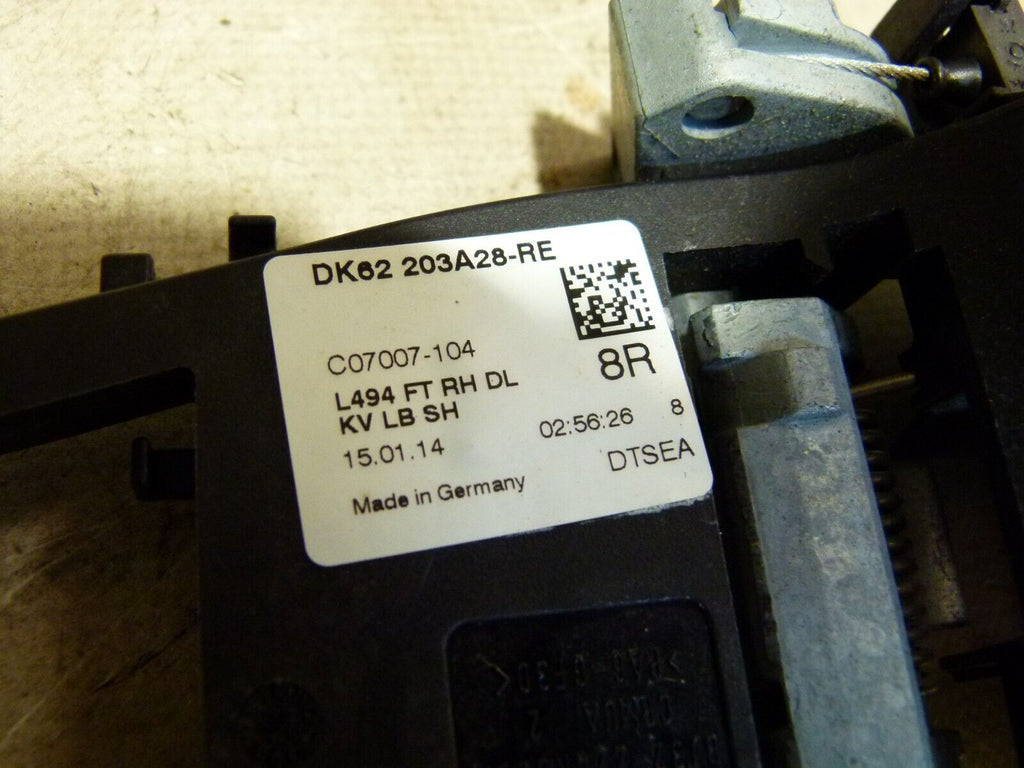 DK62 203A28-RE
C07007-104
8R
L494 FT RH DL
KV LB SH
15.01.14
02:56:26 8
DTSEA
Made in Germany